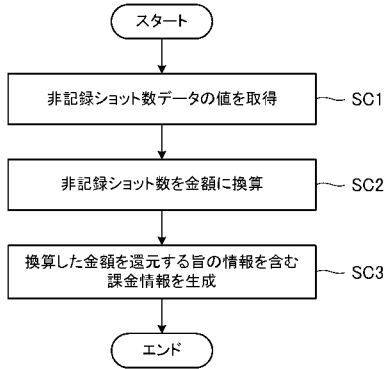 スタート
非記録ショット数データの値を取得
SC1
非記録ショット数を金額に換算
SC2
換算した金額を還元する旨の情報を含む
課金情報を生成
SC3
エンド